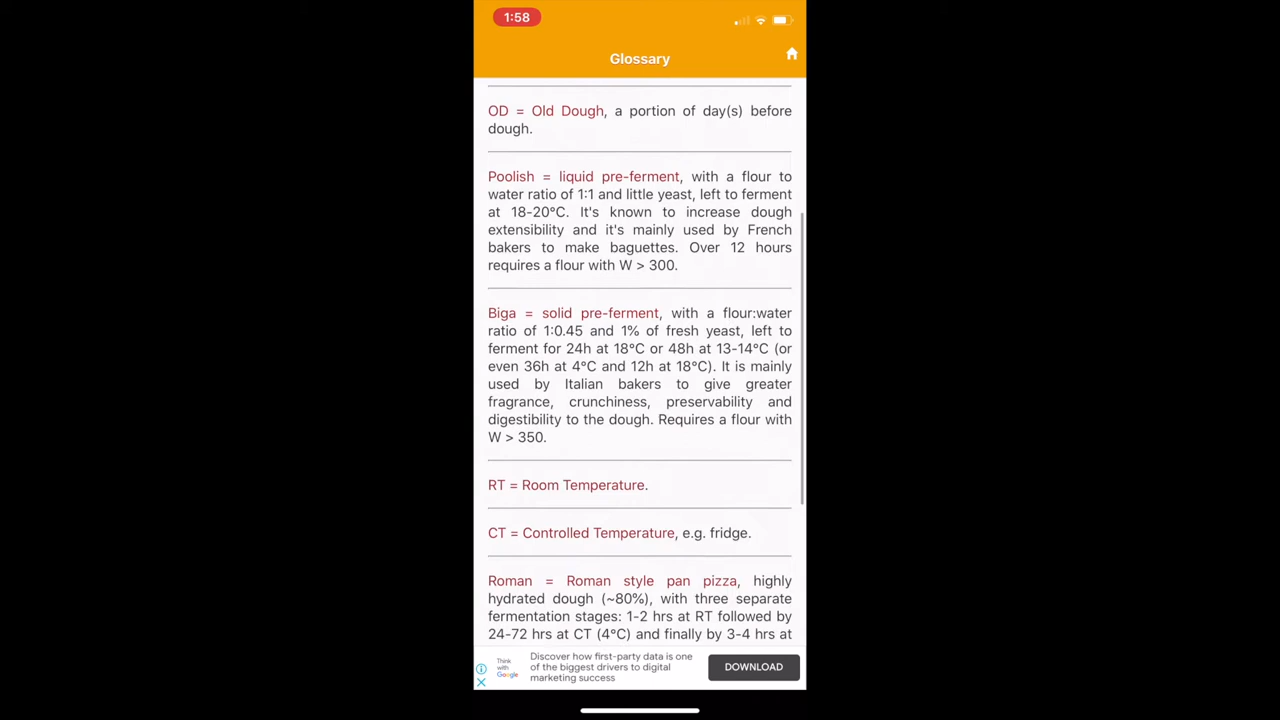 1:58
Glossary
OD = Old Dough, a portion of day(s) before
dough.
Poolish = liquid pre-ferment, with a flour to
water ratio of 1:1 and little yeast, left to ferment
at 18-20°C. It's known to increase dough
extensibility and it's mainly used by French
bakers to make baguettes. Over 12 hours
requires a flour with W > 300.
Biga = solid pre-ferment, with a flour:water
ratio of 1:0.45 and 1% of fresh yeast, left to
ferment for 24h at 18°C or 48h at 13-14°C (or
even 36h at 4°C and 12h at 18°C). It is mainly
used by Italian bakers to give greater
fragrance, crunchiness, preservability and
digestibility to the dough. Requires a flour with
W > 350.
RT = Room Temperature.
CT = Controlled Temperature, e.g. fridge.
Roman = Roman style pan pizza, highly
hydrated dough (~80%), with three separate
fermentation stages: 1-2 hrs at RT followed by
24-72 hrs at CT (4°C) and finally by 3-4 hrs at
Think
with
Google
Discover how first-party data is one
of the biggest drivers to digital
marketing success
DOWNLOAD